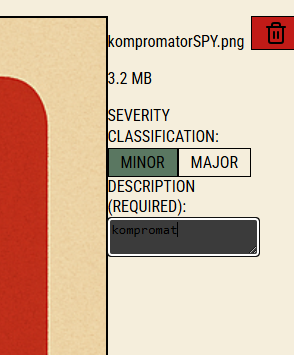 kompromatorSPY.png
3.2 MB
SEVERITY
CLASSIFICATION:
MINOR MAJOR
DESCRIPTION
(REQUIRED):
kompromat